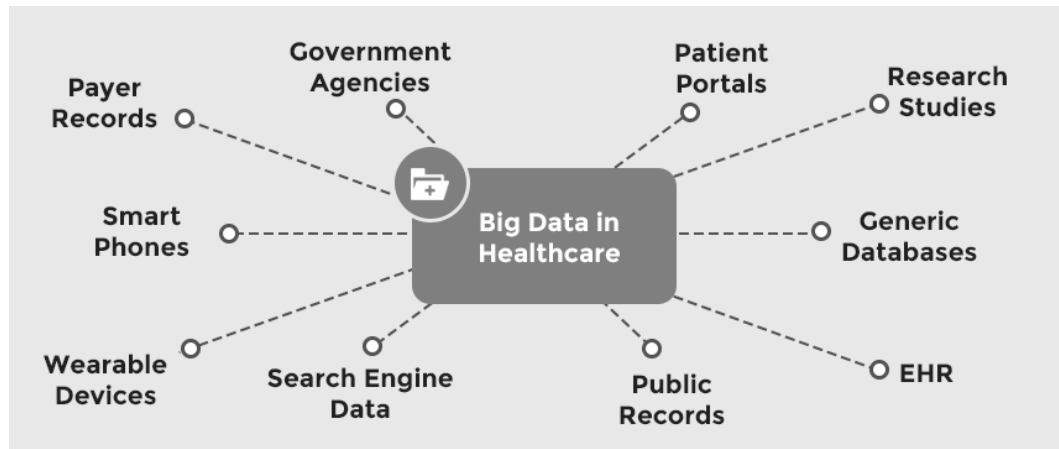 Government
Agencies
Patient
Portals
Research
Studies
Payer
Records
Smart
Phones
Big Data in
Healthcare
Generic
Databases
Wearable
Devices
Search Engine
Data
Public
Records
EHR